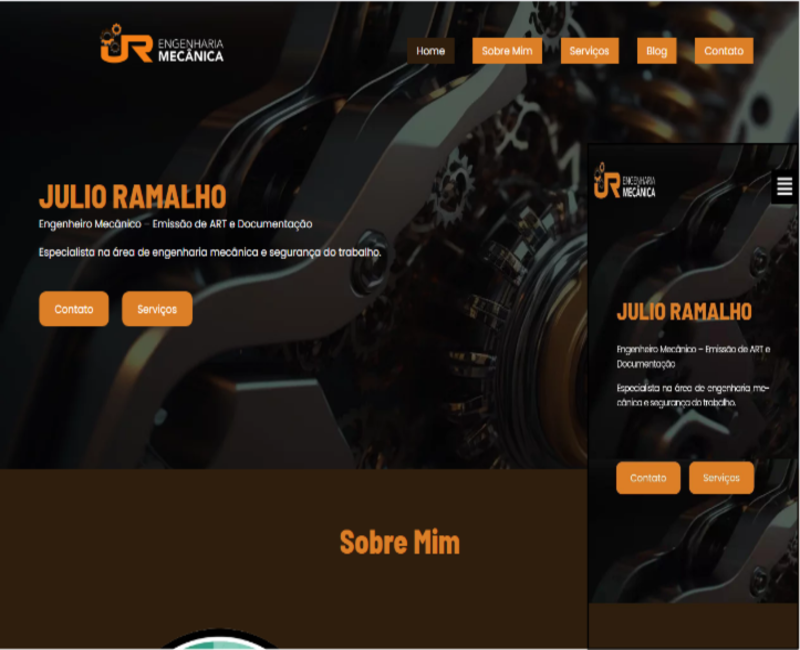 JR ENGENHARIA
MECÂNICA
Home
Sobre Mim
Serviços
Blog
Contato
JULIO RAMALHO
Engenheiro Mecânico – Emissão de ART e Documentação
Especialista na área de engenharia mecânica e segurança do trabalho.
Contato
Serviços
Sobre Mim
JR ENGENHARIA
MECÂNICA
JULIO RAMALHO
Engenheiro Mecânico – Emissão de ART e
Documentação
Especialista na área de engenharia me-
cânica e segurança do trabalho.
Contato
Serviços